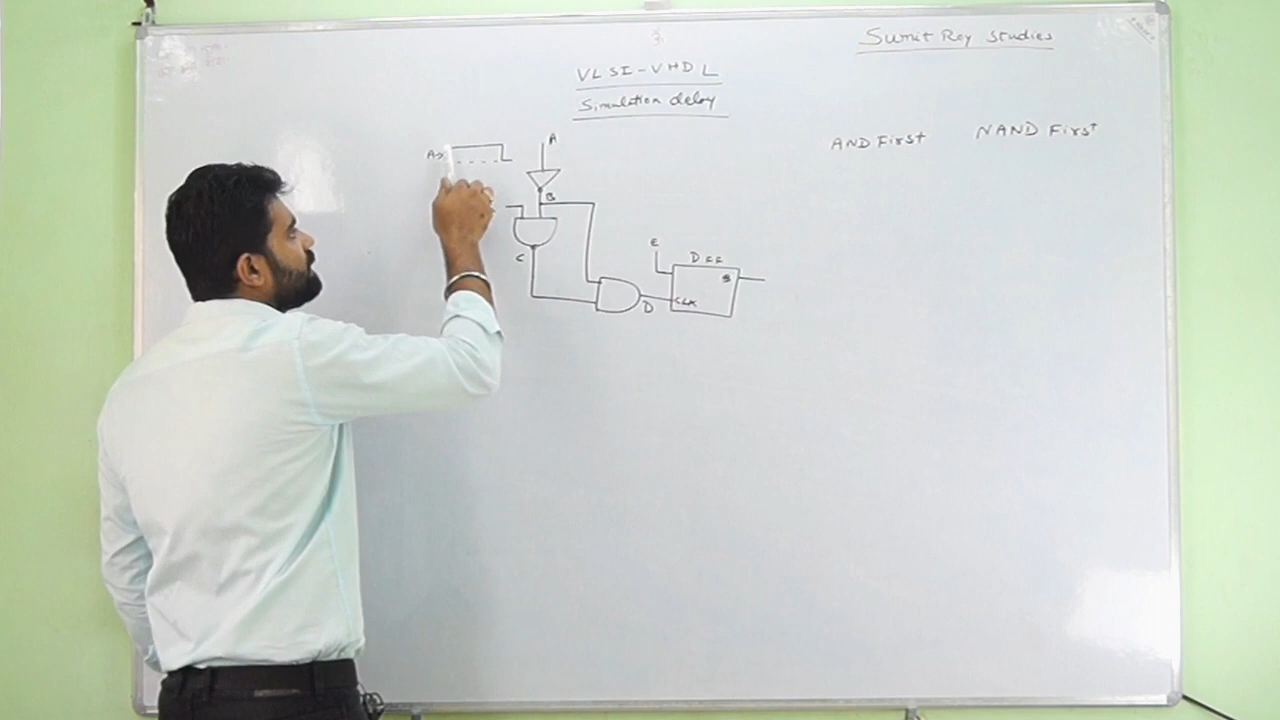 Sumit Roy Studies
VLSI-VHDL
Simulation delay
AND First
NAND First
A→
A
B
C
E
DFF
CLK
D